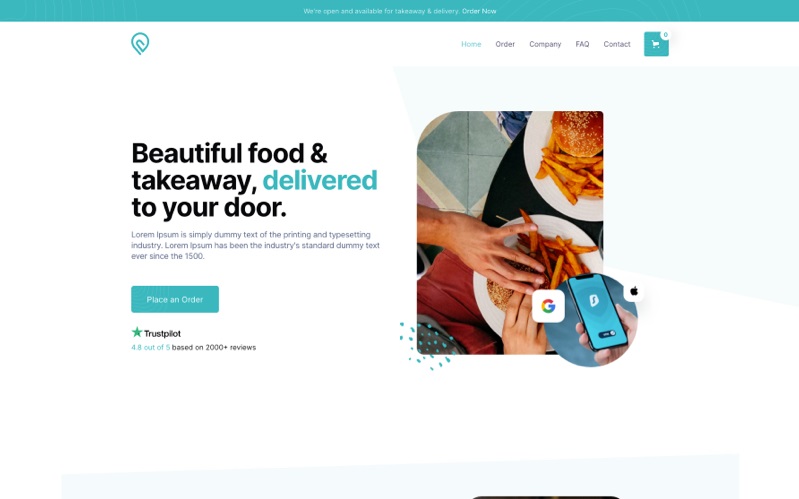 We're open and available for takeaway & delivery. Order Now
Home
Order
Company
FAQ
Contact
0
Beautiful food &
takeaway, delivered
to your door.
Lorem Ipsum is simply dummy text of the printing and typesetting
industry. Lorem Ipsum has been the industry's standard dummy text
ever since the 1500.
Place an Order
Trustpilot
4.8 out of 5 based on 2000+ reviews